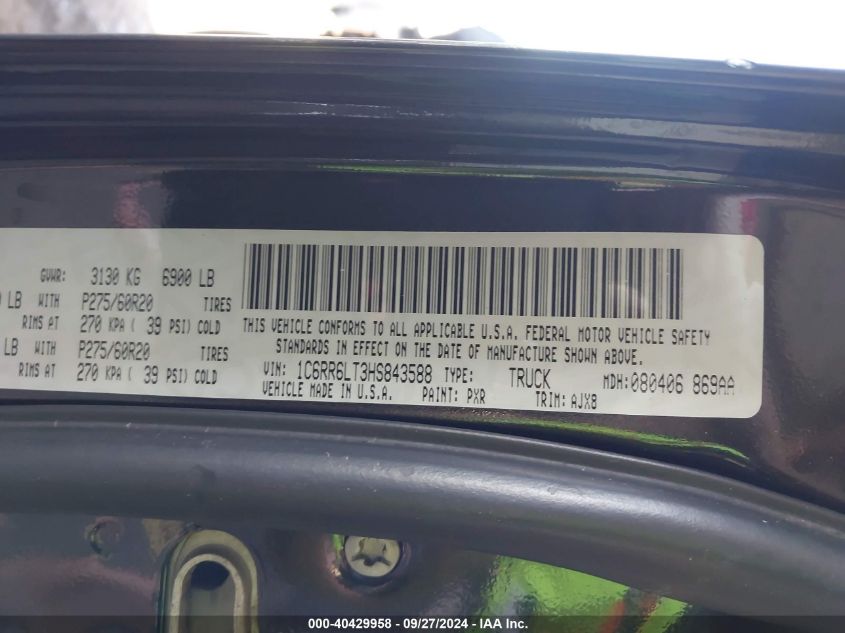 GVWR: 3130 KG 6900 LB
LB WITH P275/60R20 TIRES
RIMS AT 270 KPA ( 39 PSI) COLD
LB WITH P275/60R20 TIRES
RIMS AT 270 KPA ( 39 PSI) COLD
THIS VEHICLE CONFORMS TO ALL APPLICABLE U.S.A. FEDERAL MOTOR VEHICLE SAFETY
STANDARDS IN EFFECT ON THE DATE OF MANUFACTURE SHOWN ABOVE.
VIN: 1C6RR6LT3HS843588 TYPE: TRUCK MDH: 080406 869AA
VEHICLE MADE IN U.S.A. PAINT: PXR TRIM: AJX8
000-40429958 - 09/27/2024 - IAA Inc.